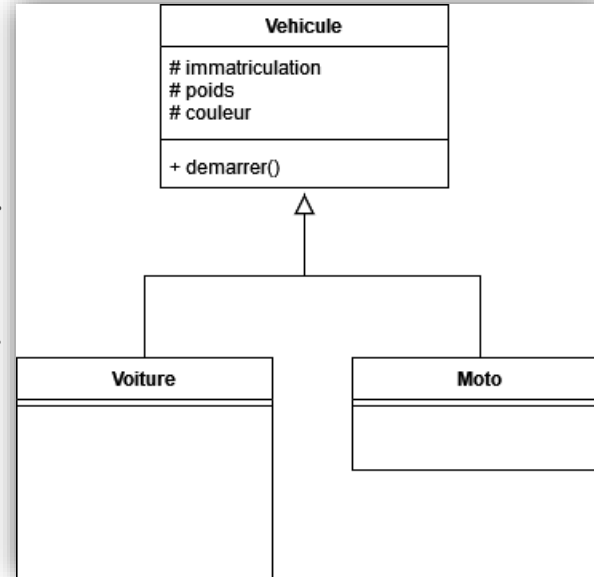 Vehicule
# immatriculation
# poids
# couleur
+ demarrer()
Voiture
Moto